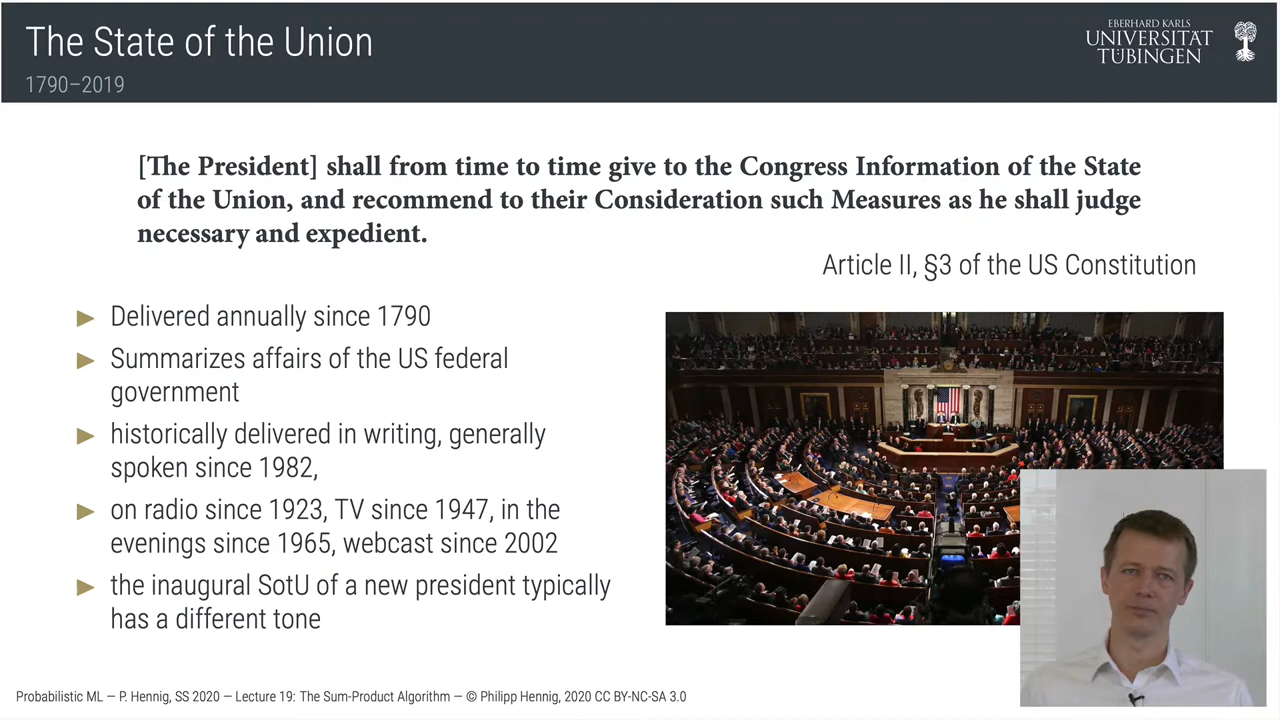 The State of the Union
1790–2019
EBERHARD KARLS
UNIVERSITÄT
TÜBINGEN
[The President] shall from time to time give to the Congress Information of the State
of the Union, and recommend to their Consideration such Measures as he shall judge
necessary and expedient.
Article II, §3 of the US Constitution
► Delivered annually since 1790
► Summarizes affairs of the US federal
government
► historically delivered in writing, generally
spoken since 1982,
► on radio since 1923, TV since 1947, in the
evenings since 1965, webcast since 2002
► the inaugural SotU of a new president typically
has a different tone
Probabilistic ML — P. Hennig, SS 2020 — Lecture 19: The Sum-Product Algorithm — © Philipp Hennig, 2020 CC BY-NC-SA 3.0